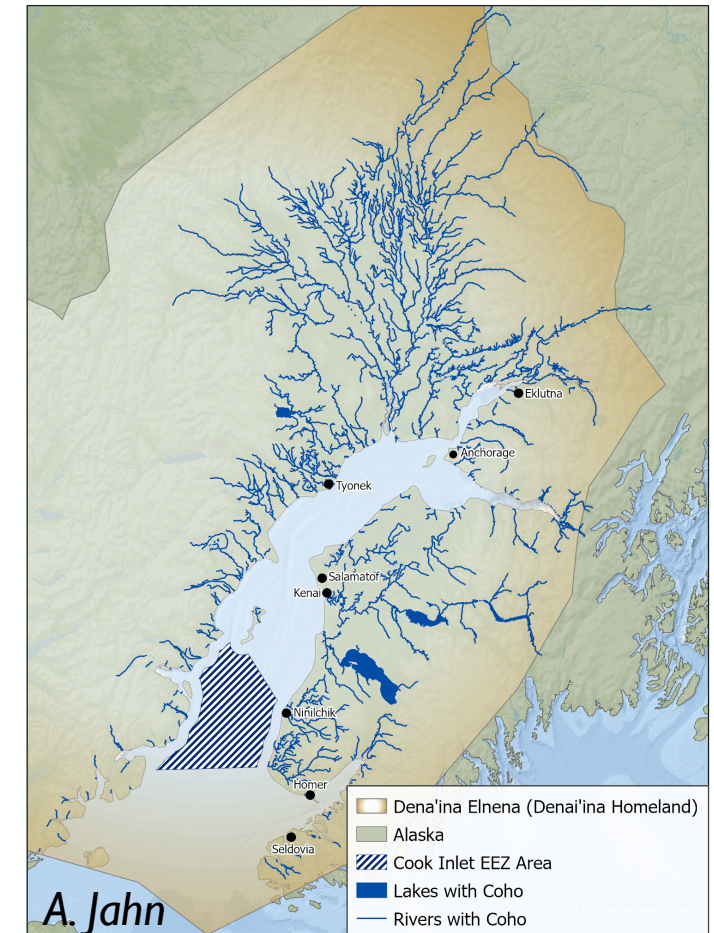 Eklutna
Anchorage
Tyonek
Salamatof
Kenai
Ninilchik
Homer
Seldovia
Dena'ina Elnena (Denai'ina Homeland)
Alaska
Cook Inlet EEZ Area
Lakes with Coho
Rivers with Coho
A. Jahn